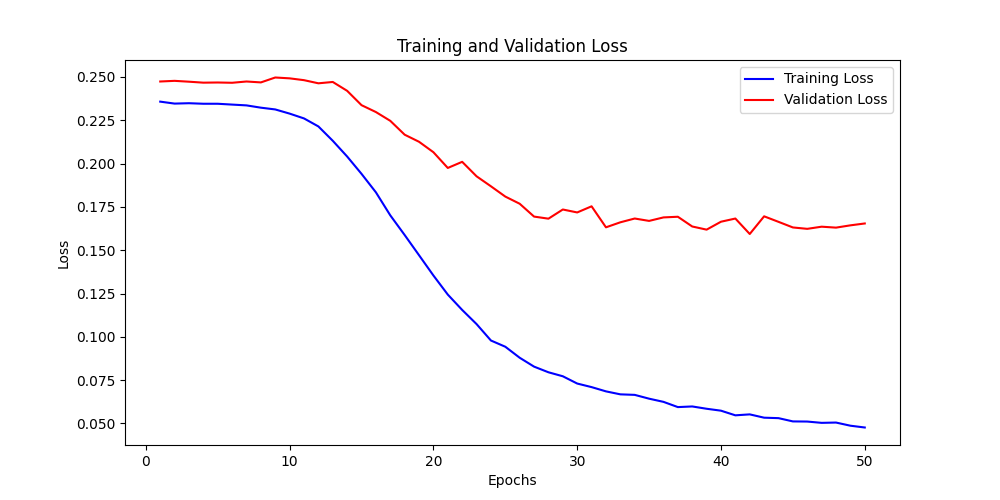 Training and Validation Loss
Training Loss
Validation Loss
0.250
0.225
0.200
0.175
0.150
0.125
0.100
0.075
0.050
Loss
0 10 20 30 40 50
Epochs